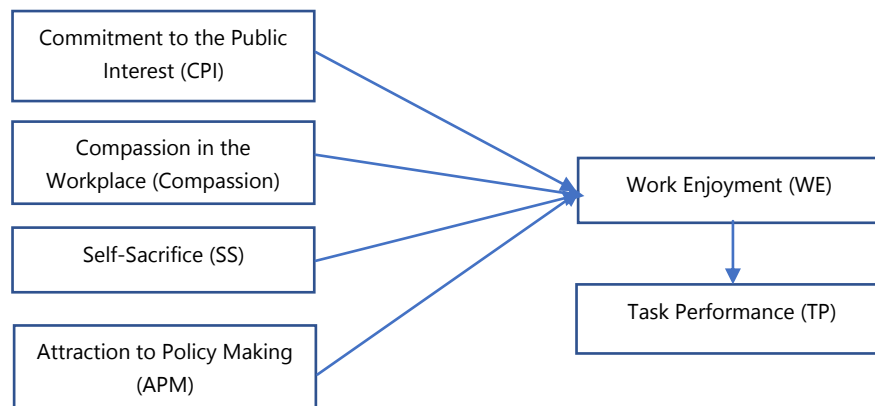 Commitment to the Public
Interest (CPI)
Compassion in the
Workplace (Compassion)
Work Enjoyment (WE)
Self-Sacrifice (SS)
Task Performance (TP)
Attraction to Policy Making
(APM)